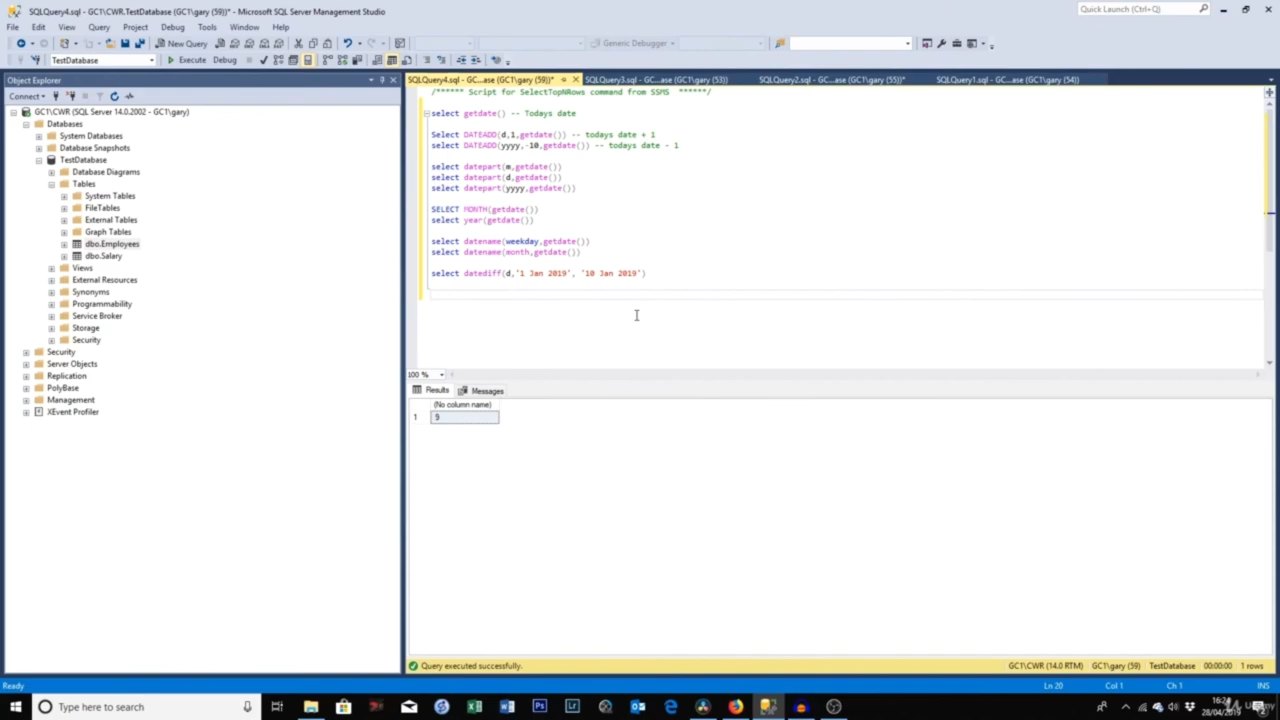 SQLQuery4.sql - GC1\CWR.TestDatabase (GC1\gary (59))* - Microsoft SQL Server Management Studio
Quick Launch (Ctrl+Q)
File Edit View Query Project Debug Tools Window Help
New Query
Generic Debugger
TestDatabase
Execute Debug
Object Explorer
SQLQuery4.sql - GC...ase (GC1\gary (59))*
SQLQuery3.sql - GC...ase (GC1\gary (53))
SQLQuery2.sql - GC...ase (GC1\gary (55))*
SQLQuery1.sql - GC...ase (GC1\gary (54))
Connect
GC1\CWR (SQL Server 14.0.2002 - GC1\gary)
Databases
System Databases
Database Snapshots
TestDatabase
Database Diagrams
Tables
System Tables
FileTables
External Tables
Graph Tables
dbo.Employees
dbo.Salary
Views
External Resources
Synonyms
Programmability
Service Broker
Storage
Security
Security
Server Objects
Replication
PolyBase
Management
XEvent Profiler
/****** Script for SelectTopNRows command from SSMS  ******/
select getdate() -- Todays date
Select DATEADD(d,1,getdate()) -- todays date + 1
select DATEADD(yyyy,-10,getdate()) -- todays date - 1
select datepart(m,getdate())
select datepart(d,getdate())
select datepart(yyyy,getdate())
SELECT MONTH(getdate())
select year(getdate())
select datename(weekday,getdate())
select datename(month,getdate())
select datediff(d,'1 Jan 2019', '10 Jan 2019')
100 %
Results Messages
(No column name)
1 9
Query executed successfully.
GC1\CWR (14.0 RTM) GC1\gary (59) TestDatabase 00:00:00 1 rows
Ready
Ln 20 Col 1 Ch 1 INS
Type here to search
16:24
28/04/2019
Udemy